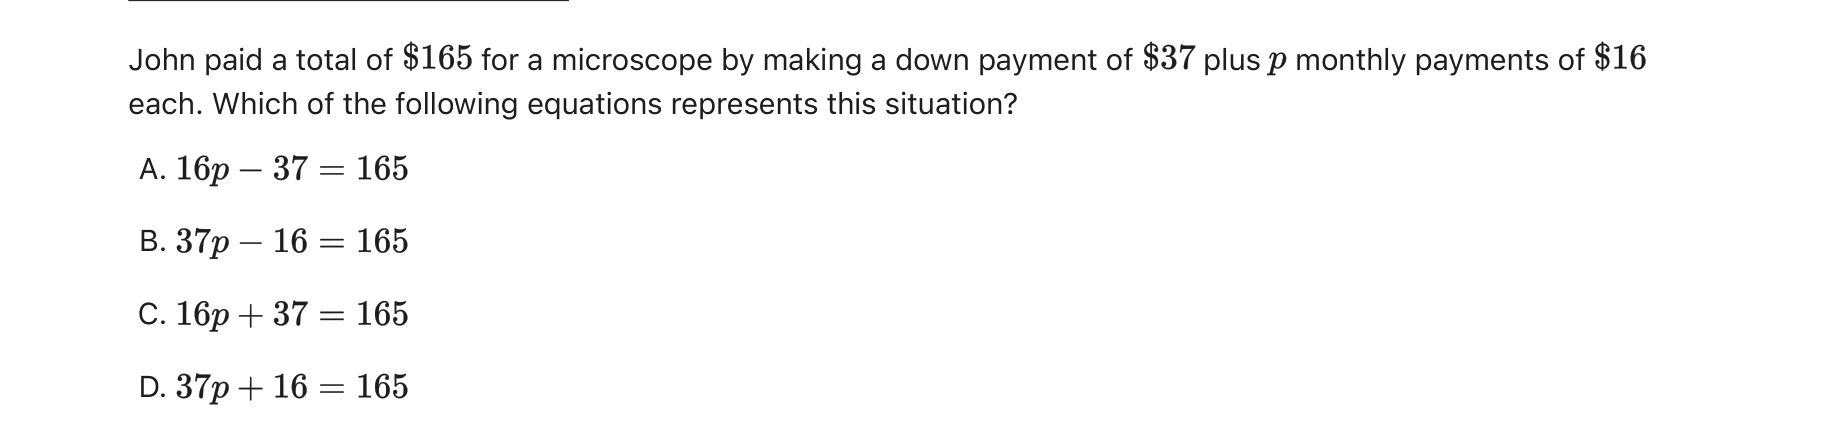 John paid a total of $165 for a microscope by making a down payment of $37 plus p monthly payments of $16
each. Which of the following equations represents this situation?
A. 16p − 37 = 165
B. 37p − 16 = 165
C. 16p + 37 = 165
D. 37p + 16 = 165